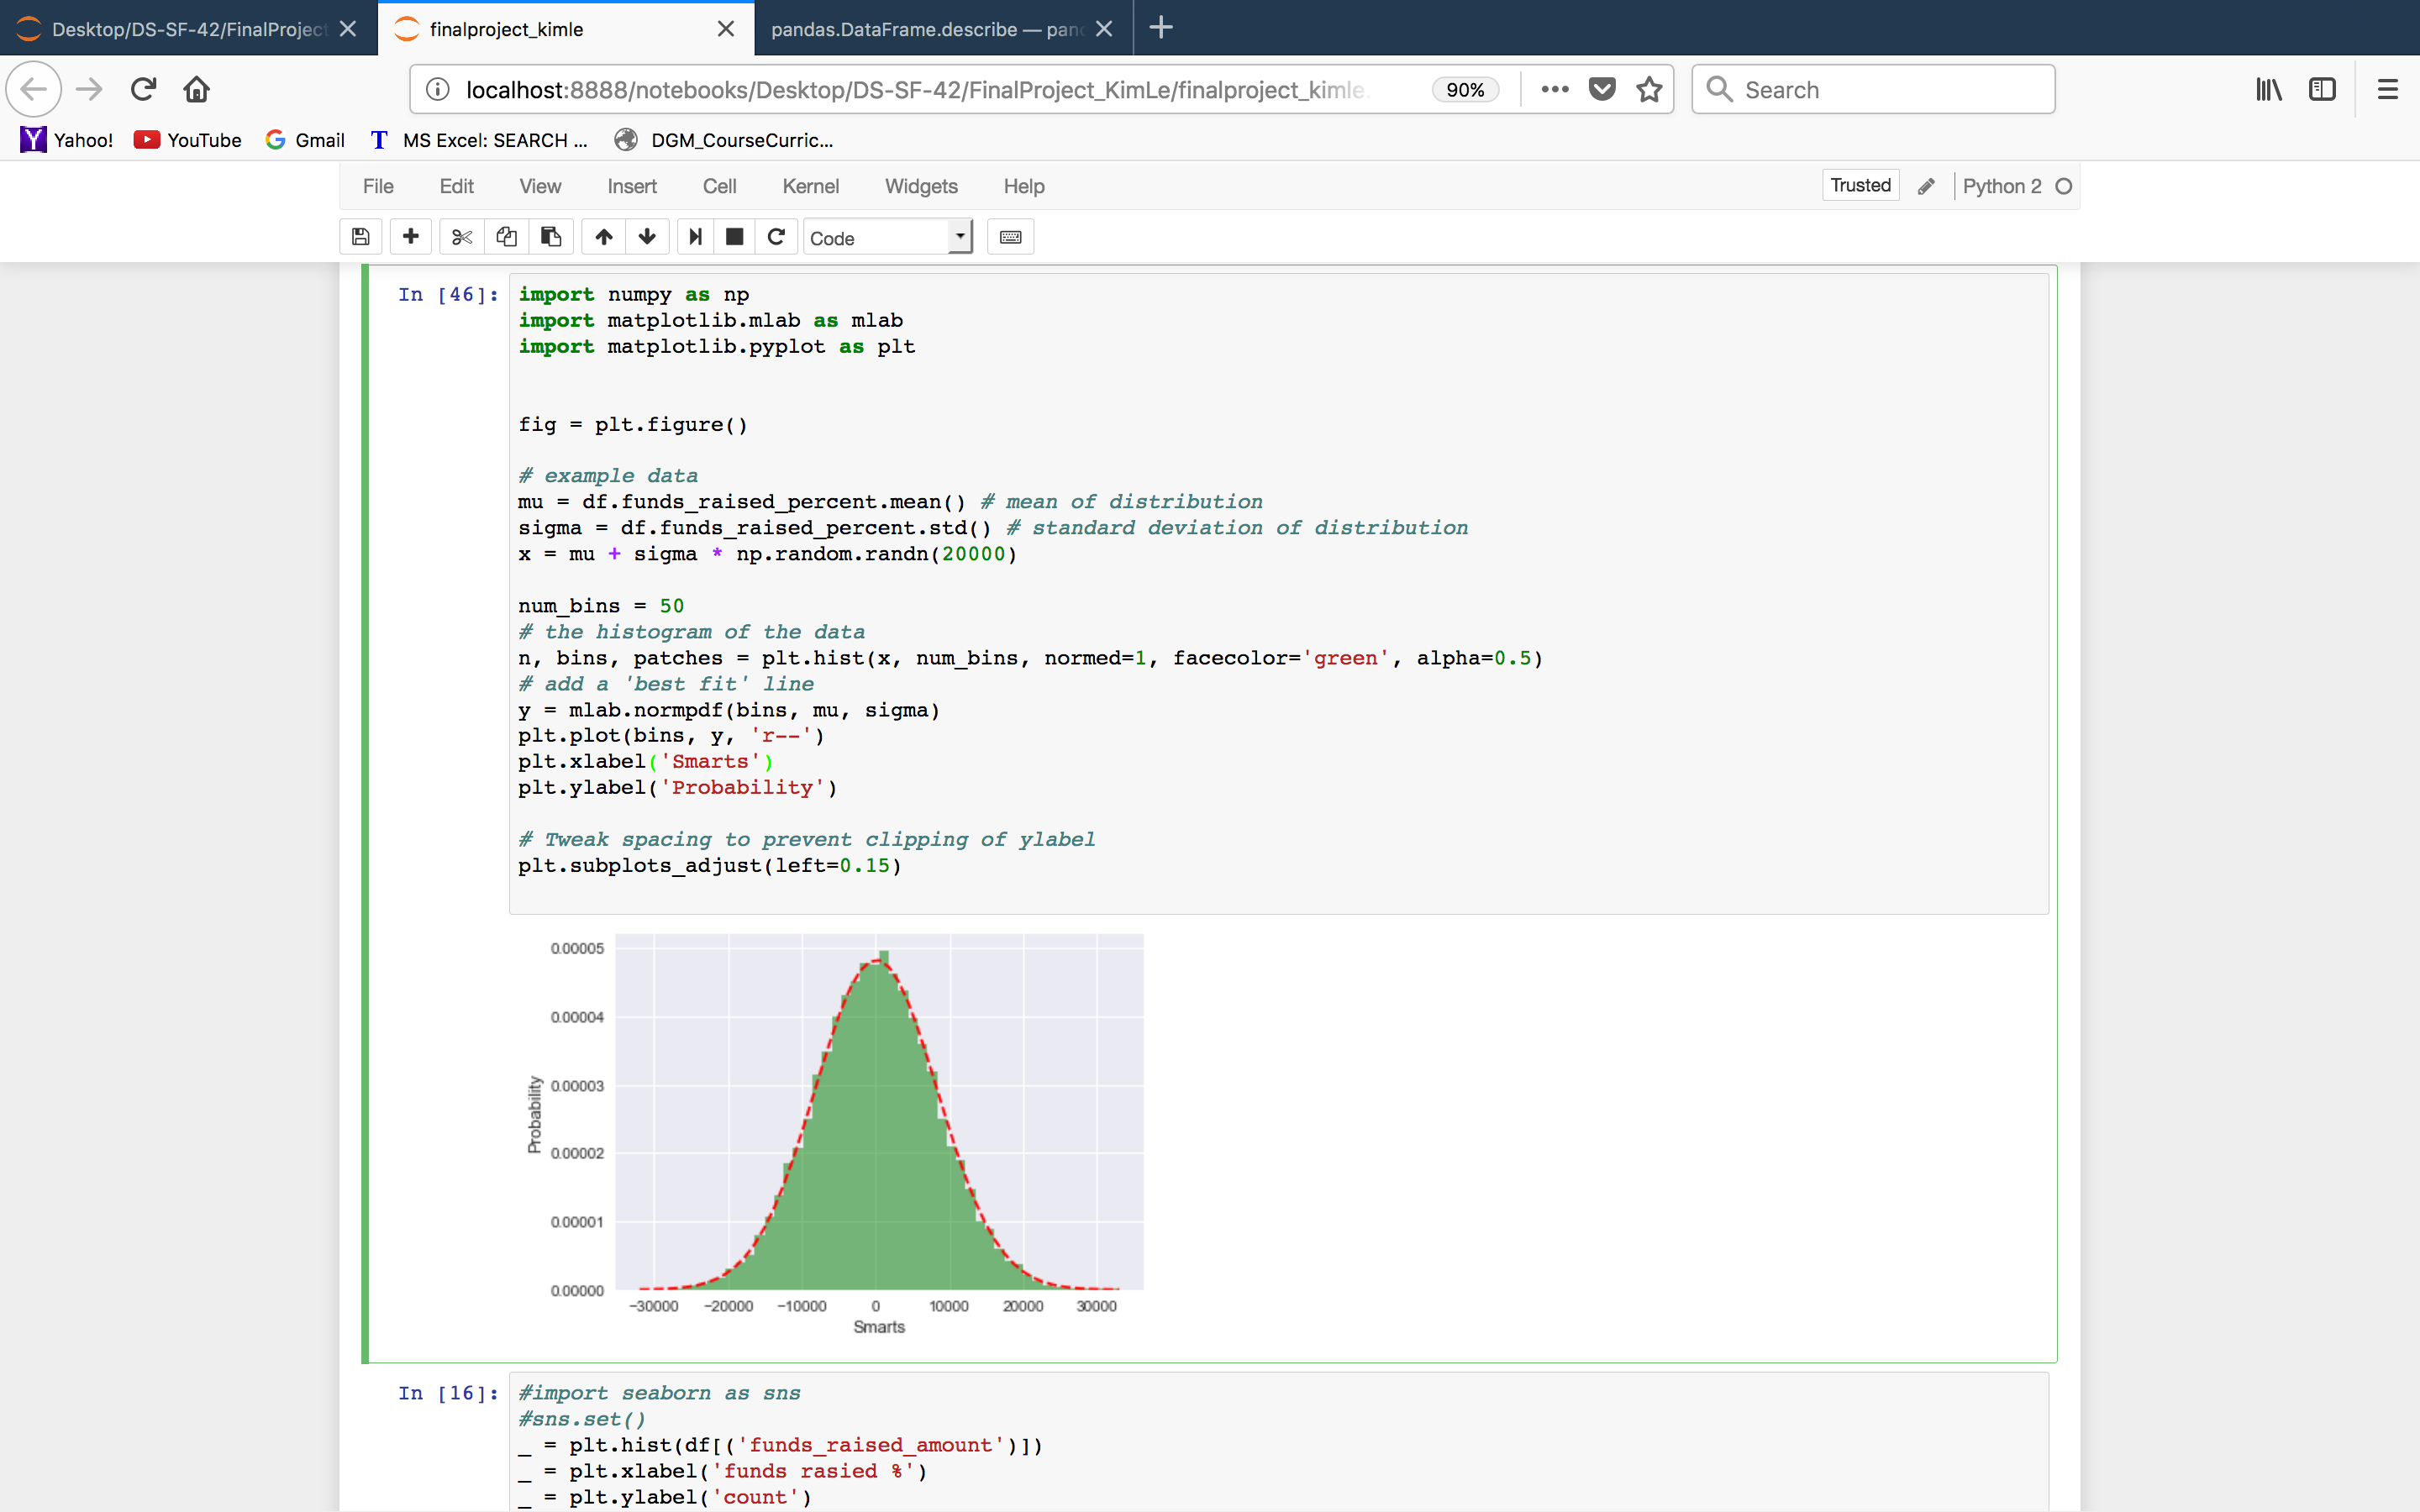 Desktop/DS-SF-42/FinalProject
finalproject_kimle
pandas.DataFrame.describe — pan
localhost:8888/notebooks/Desktop/DS-SF-42/FinalProject_KimLe/finalproject_kimle.
90%
Search
Yahoo!
YouTube
Gmail
MS Excel: SEARCH ...
DGM_CourseCurric...
File Edit View Insert Cell Kernel Widgets Help
Trusted
Python 2
Code
In [46]:
import numpy as np
import matplotlib.mlab as mlab
import matplotlib.pyplot as plt
fig = plt.figure()
# example data
mu = df.funds_raised_percent.mean() # mean of distribution
sigma = df.funds_raised_percent.std() # standard deviation of distribution
x = mu + sigma * np.random.randn(20000)
num_bins = 50
# the histogram of the data
n, bins, patches = plt.hist(x, num_bins, normed=1, facecolor='green', alpha=0.5)
# add a 'best fit' line
y = mlab.normpdf(bins, mu, sigma)
plt.plot(bins, y, 'r--')
plt.xlabel('Smarts')
plt.ylabel('Probability')
# Tweak spacing to prevent clipping of ylabel
plt.subplots_adjust(left=0.15)
0.00005
0.00004
0.00003
0.00002
0.00001
0.00000
Probability
−30000 −20000 −10000 0 10000 20000 30000
Smarts
In [16]:
#import seaborn as sns
#sns.set()
_ = plt.hist(df[('funds_raised_amount')])
_ = plt.xlabel('funds rasied %')
_ = plt.ylabel('count')